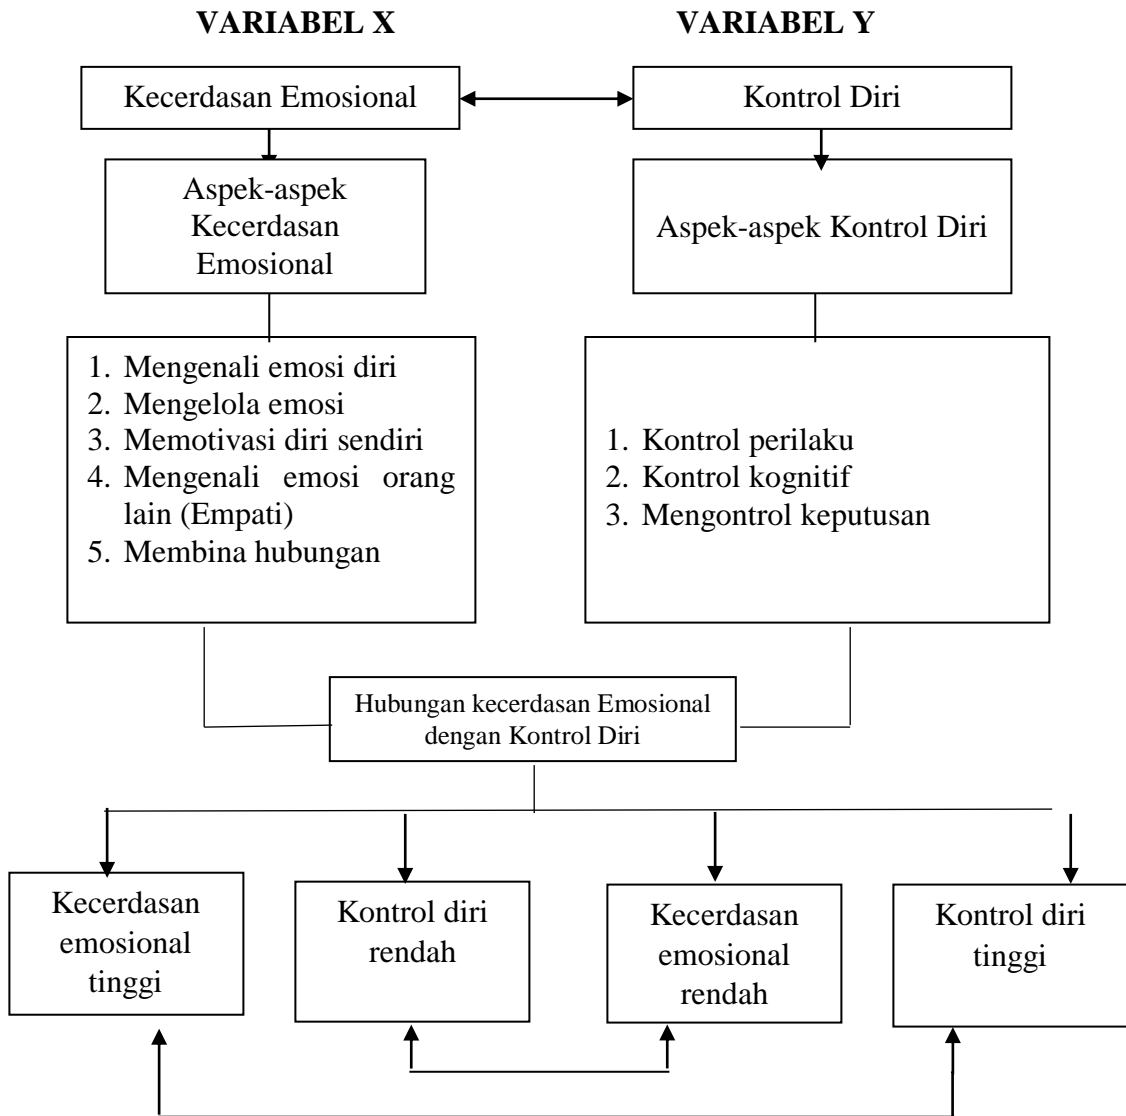 VARIABEL X
VARIABEL Y
Kecerdasan Emosional
Kontrol Diri
Aspek-aspek
Kecerdasan
Emosional
Aspek-aspek Kontrol Diri
1. Mengenali emosi diri
2. Mengelola emosi
3. Memotivasi diri sendiri
4. Mengenali emosi orang
lain (Empati)
5. Membina hubungan
1. Kontrol perilaku
2. Kontrol kognitif
3. Mengontrol keputusan
Hubungan kecerdasan Emosional
dengan Kontrol Diri
Kecerdasan
emosional
tinggi
Kontrol diri
rendah
Kecerdasan
emosional
rendah
Kontrol diri
tinggi